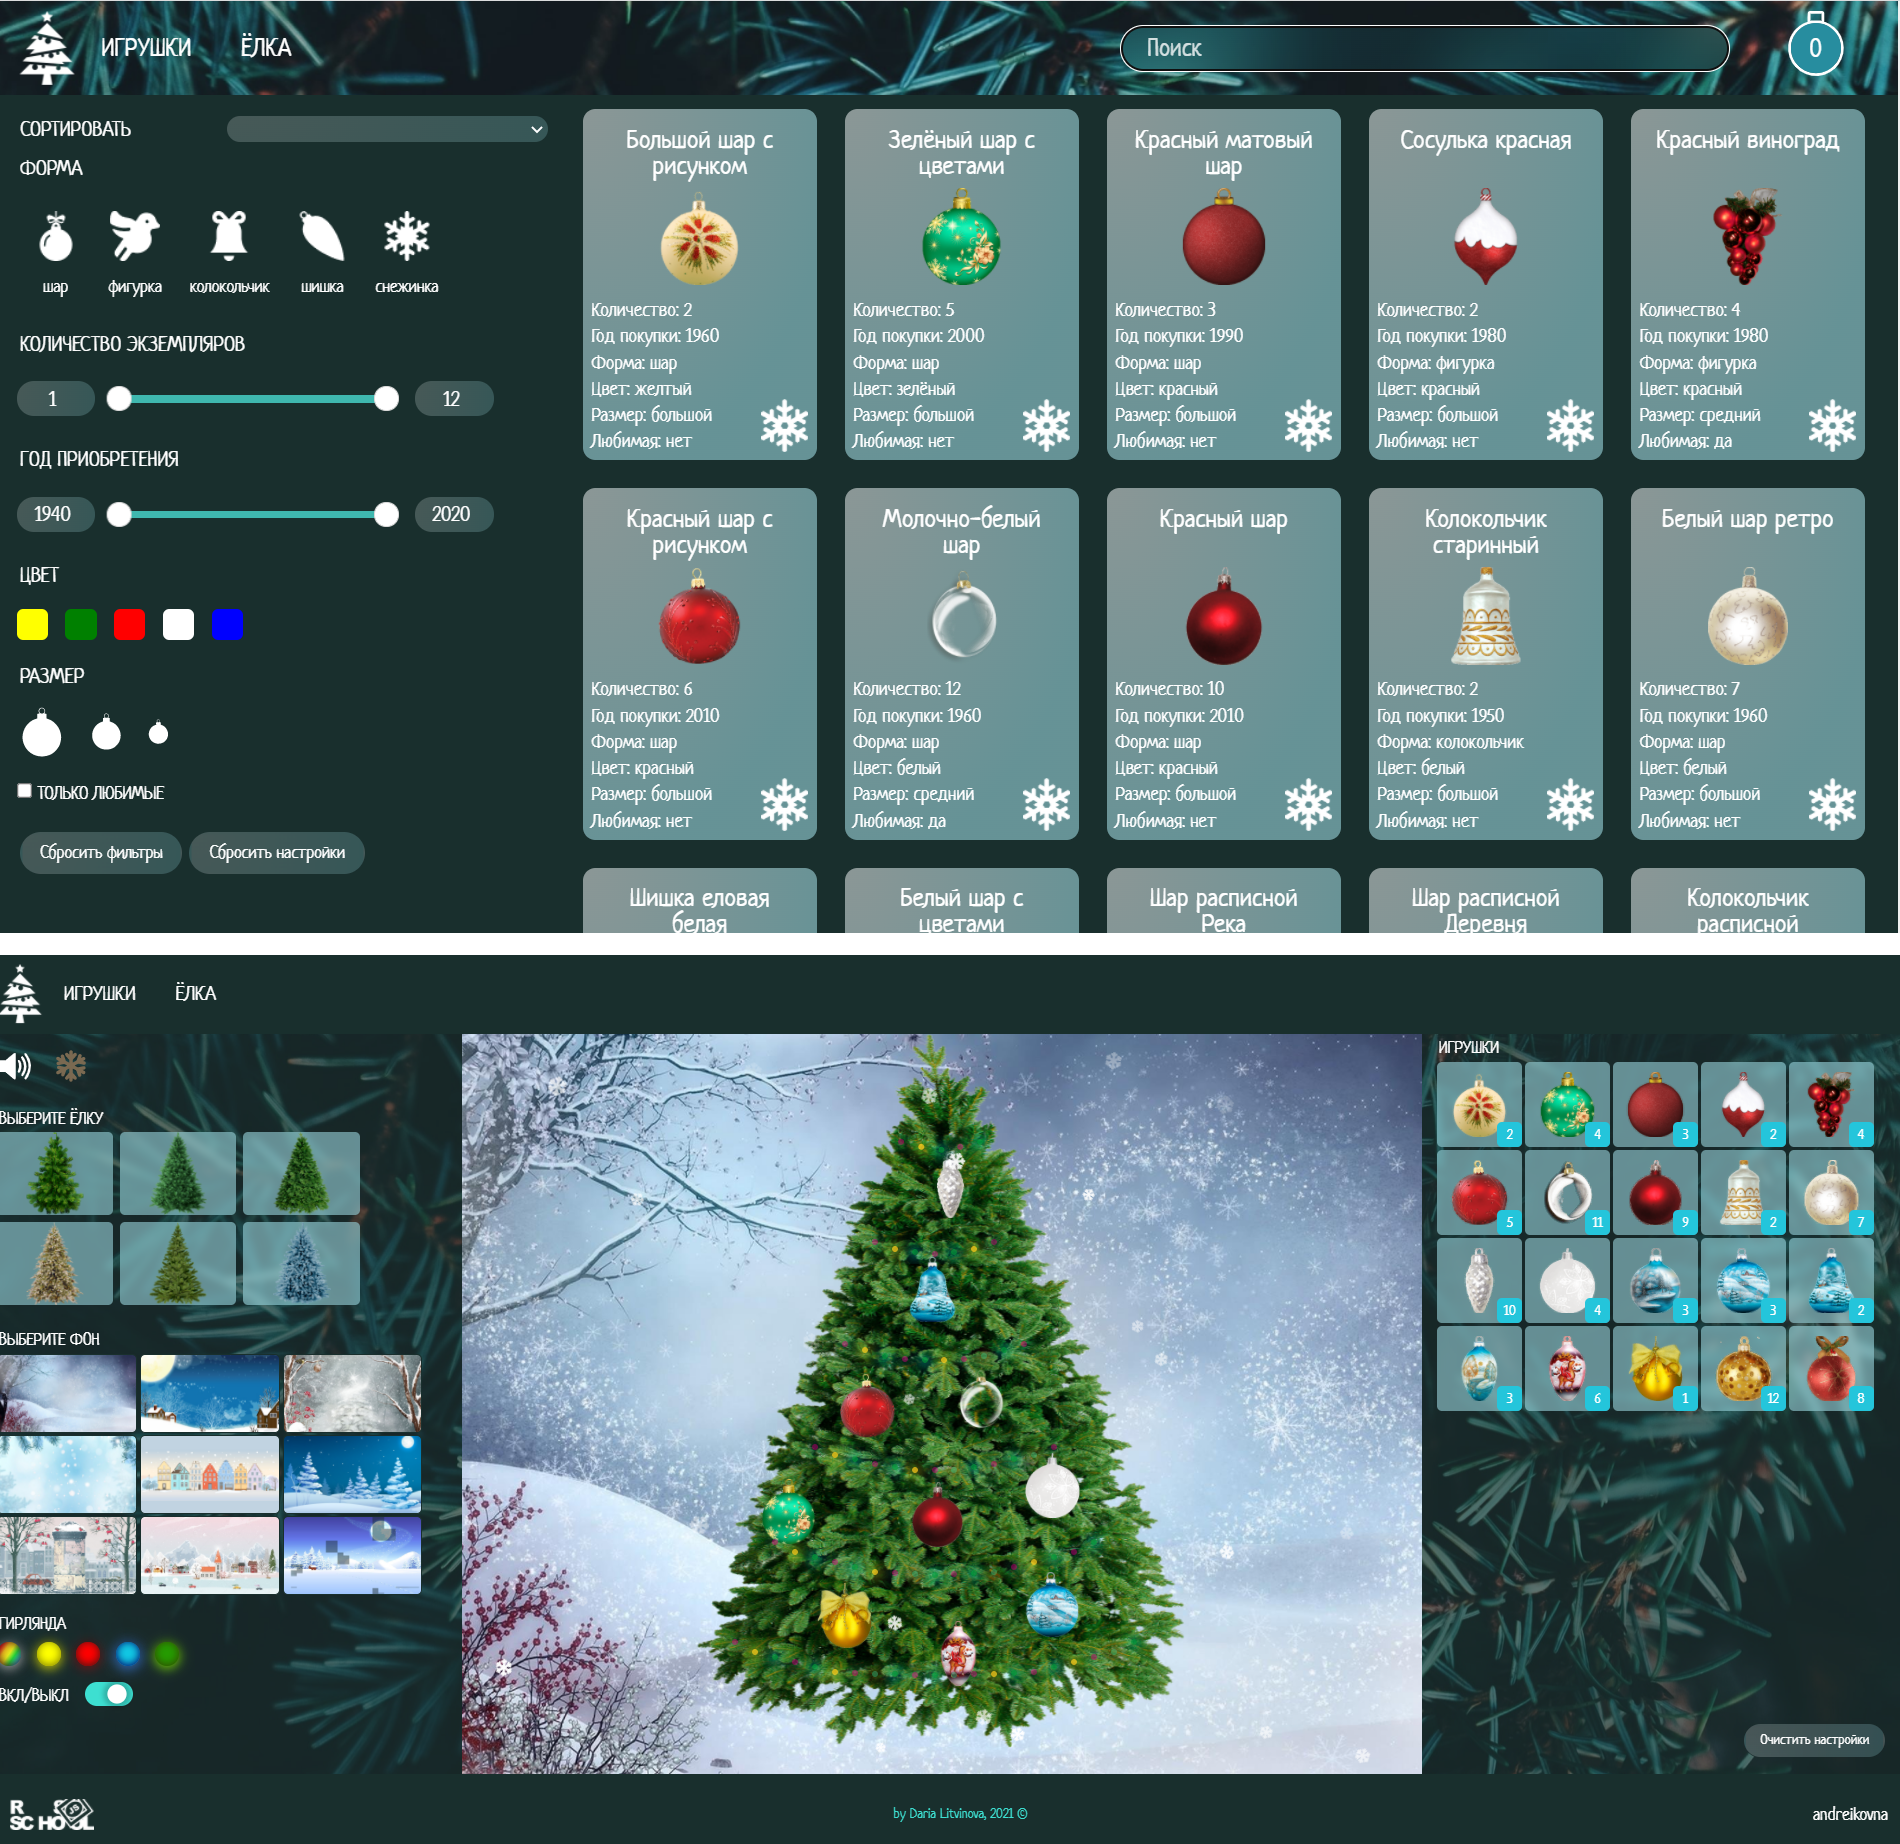 ИГРУШКИ
ЁЛКА
Поиск
0
СОРТИРОВАТЬ
ФОРМА
шар
фигурка
колокольчик
шишка
снежинка
КОЛИЧЕСТВО ЭКЗЕМПЛЯРОВ
1
12
ГОД ПРИОБРЕТЕНИЯ
1940
2020
ЦВЕТ
РАЗМЕР
ТОЛЬКО ЛЮБИМЫЕ
Сбросить фильтры
Сбросить настройки
Большой шар с
рисунком
Количество: 2
Год покупки: 1960
Форма: шар
Цвет: желтый
Размер: большой
Любимая: нет
Зелёный шар с
цветами
Количество: 5
Год покупки: 2000
Форма: шар
Цвет: зелёный
Размер: большой
Любимая: нет
Красный матовый
шар
Количество: 3
Год покупки: 1990
Форма: шар
Цвет: красный
Размер: большой
Любимая: нет
Сосулька красная
Количество: 2
Год покупки: 1980
Форма: фигурка
Цвет: красный
Размер: большой
Любимая: нет
Красный виноград
Количество: 4
Год покупки: 1980
Форма: фигурка
Цвет: красный
Размер: средний
Любимая: да
Красный шар с
рисунком
Количество: 6
Год покупки: 2010
Форма: шар
Цвет: красный
Размер: большой
Любимая: нет
Молочно-белый
шар
Количество: 12
Год покупки: 1960
Форма: шар
Цвет: белый
Размер: средний
Любимая: да
Красный шар
Количество: 10
Год покупки: 2010
Форма: шар
Цвет: красный
Размер: большой
Любимая: нет
Колокольчик
старинный
Количество: 2
Год покупки: 1950
Форма: колокольчик
Цвет: белый
Размер: большой
Любимая: нет
Белый шар ретро
Количество: 7
Год покупки: 1960
Форма: шар
Цвет: белый
Размер: большой
Любимая: нет
Шишка еловая
белая
Белый шар с
цветами
Шар расписной
Река
Шар расписной
Деревня
Колокольчик
расписной
ИГРУШКИ
ЁЛКА
ВЫБЕРИТЕ ЁЛКУ
ВЫБЕРИТЕ ФОН
ГИРЛЯНДА
ВКЛ/ВЫКЛ
ИГРУШКИ
2
4
3
2
4
5
11
9
2
7
10
4
3
3
2
3
6
1
12
8
Очистить настройки
RS
SCHOOL
JS
by Daria Litvinova, 2021 ©
andreikovna